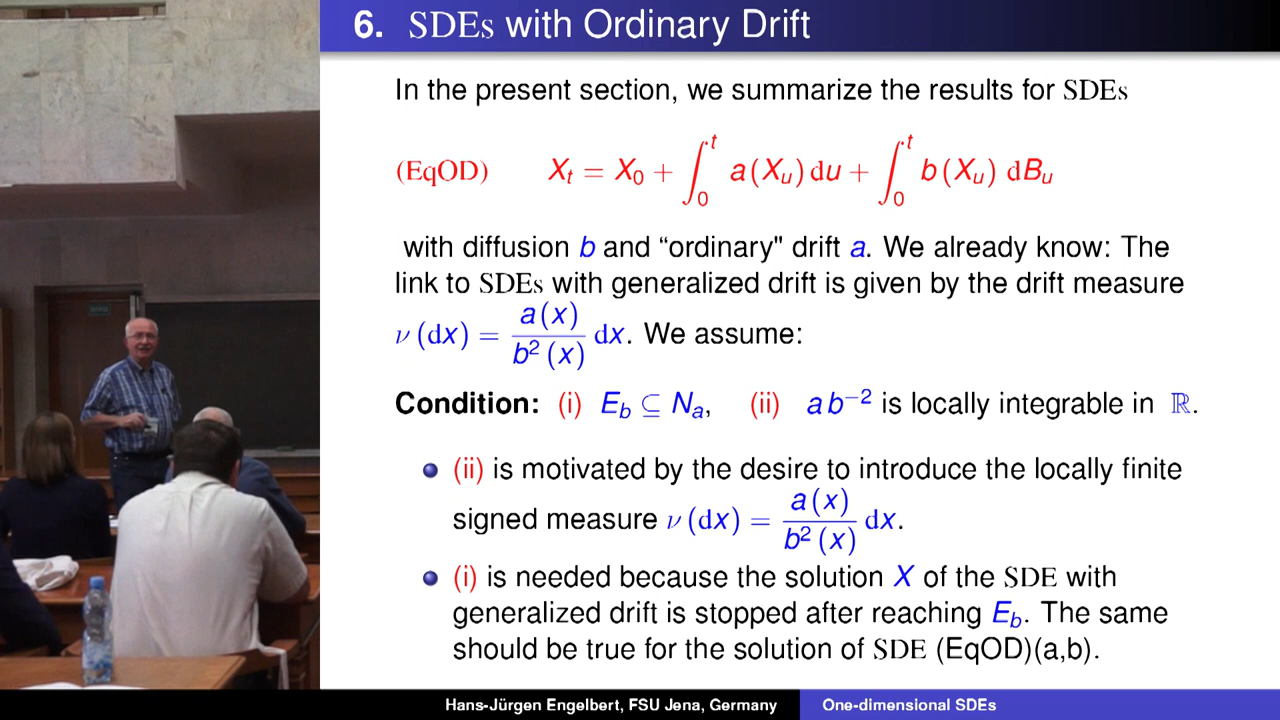 6. SDEs with Ordinary Drift
In the present section, we summarize the results for SDEs
(EqOD) X_t = X_0 + ∫_0^t a(X_u) du + ∫_0^t b(X_u) dB_u
with diffusion b and “ordinary" drift a. We already know: The
link to SDEs with generalized drift is given by the drift measure
ν(dx) = a(x)/b²(x) dx. We assume:
Condition: (i) E_b ⊆ N_a, (ii) a b⁻² is locally integrable in ℝ.
(ii) is motivated by the desire to introduce the locally finite
signed measure ν(dx) = a(x)/b²(x) dx.
(i) is needed because the solution X of the SDE with
generalized drift is stopped after reaching E_b. The same
should be true for the solution of SDE (EqOD)(a,b).
Hans-Jürgen Engelbert, FSU Jena, Germany One-dimensional SDEs